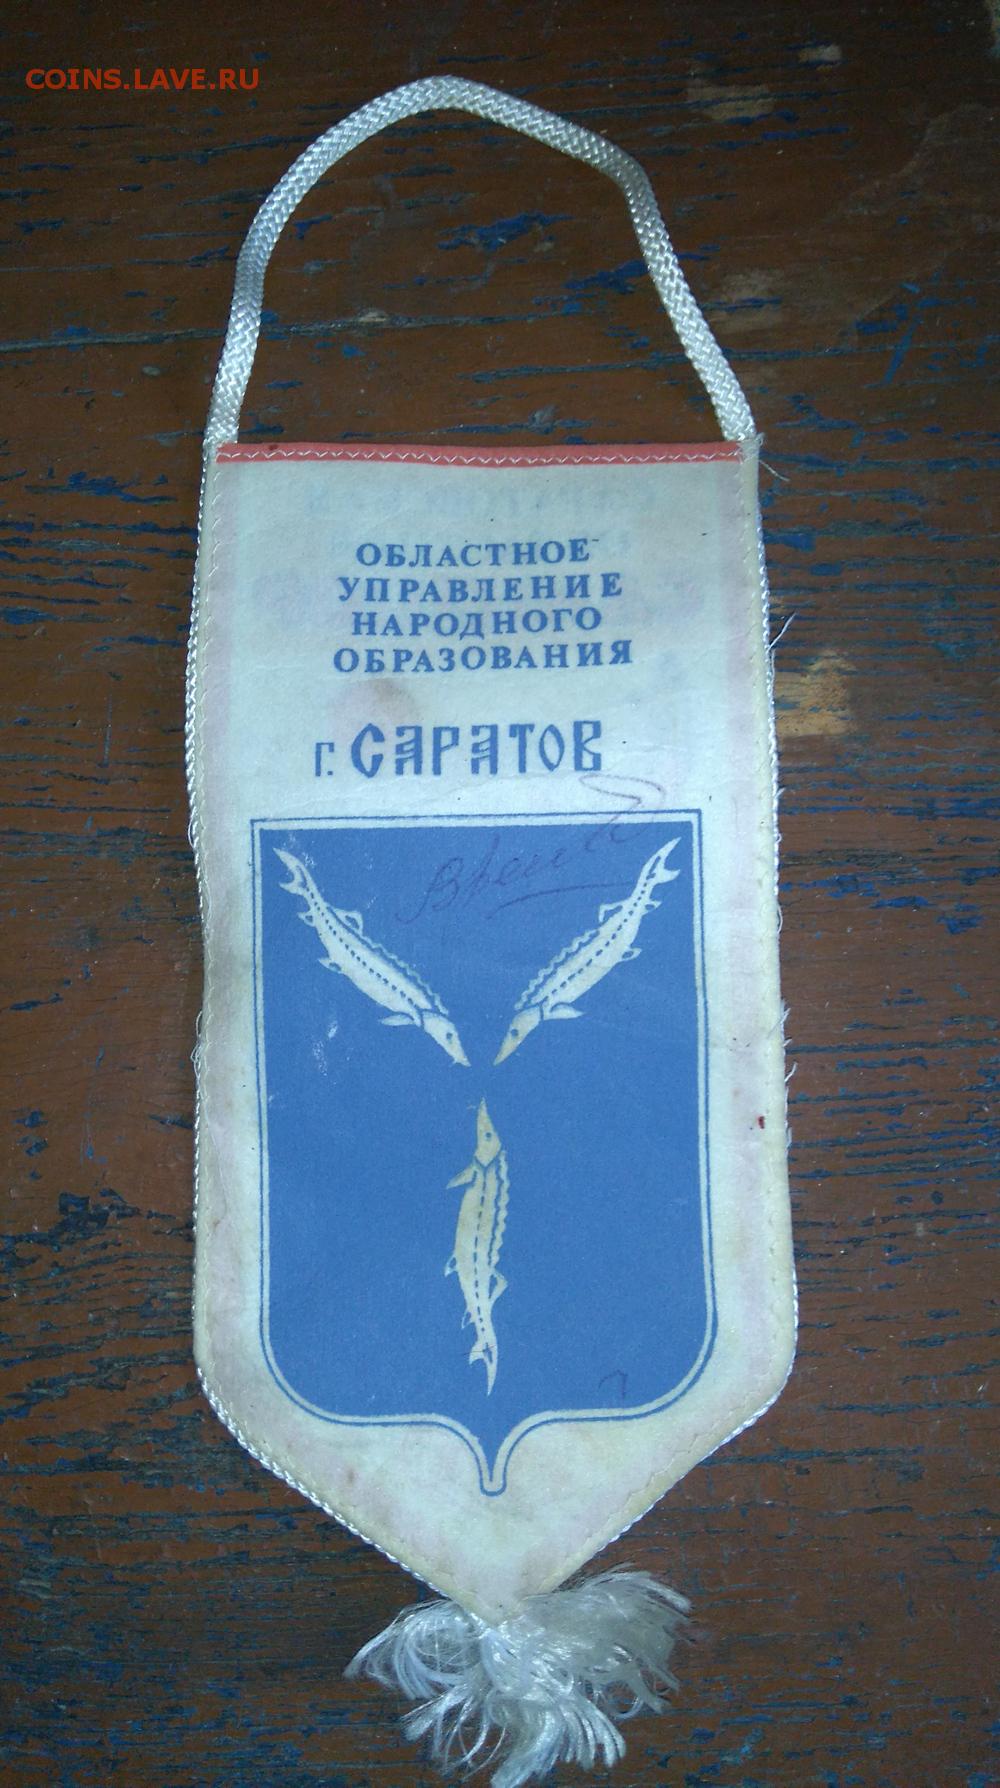 COINS.LAVE.RU
ОБЛАСТНОЕ
УПРАВЛЕНИЕ
НАРОДНОГО
ОБРАЗОВАНИЯ
г. САРАТОВ